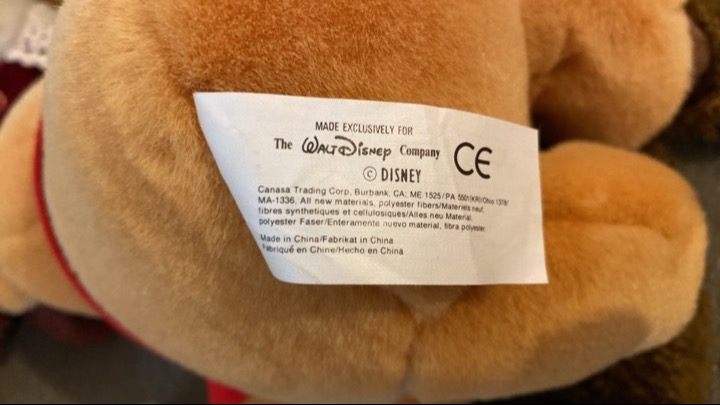 MADE EXCLUSIVELY FOR
The WALT DISNEY Company CE
© DISNEY
Canasa Trading Corp. Burbank, CA; ME 1525/PA 5501(KR)/Ohio 1378/
MA-1336. All new materials, polyester fibers/Materiels neuf,
fibres synthetiques et cellulosiques/Alles neu Material,
polyester Faser/Enteramente nuevo material, fibra polyester
Made in China/Fabrikat in China
Fabriqué en Chine/Hecho en China